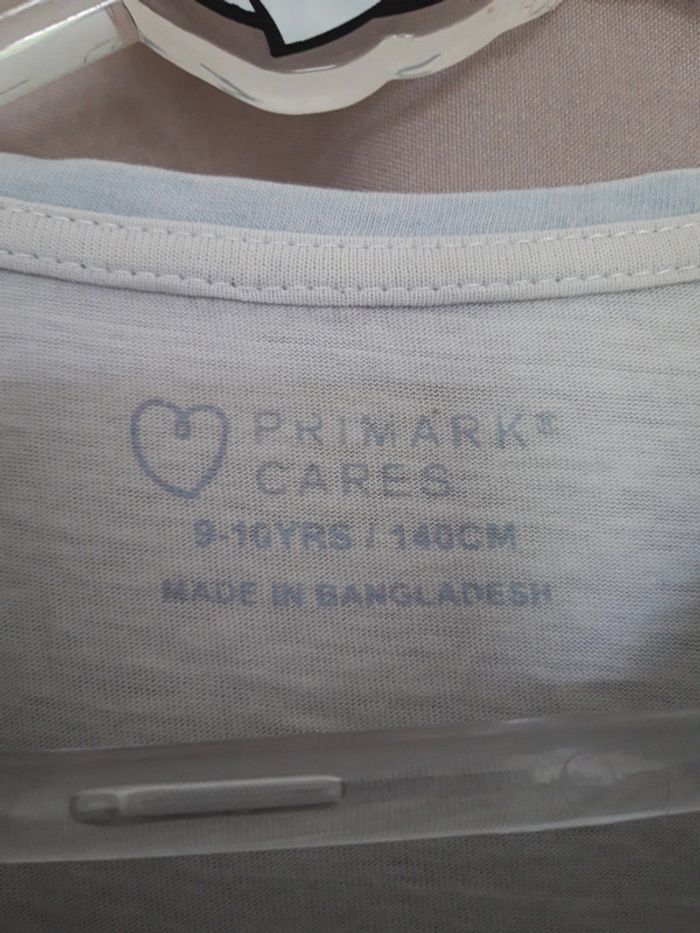 PRIMARK®
CARES
9-10YRS / 140CM
MADE IN BANGLADESH